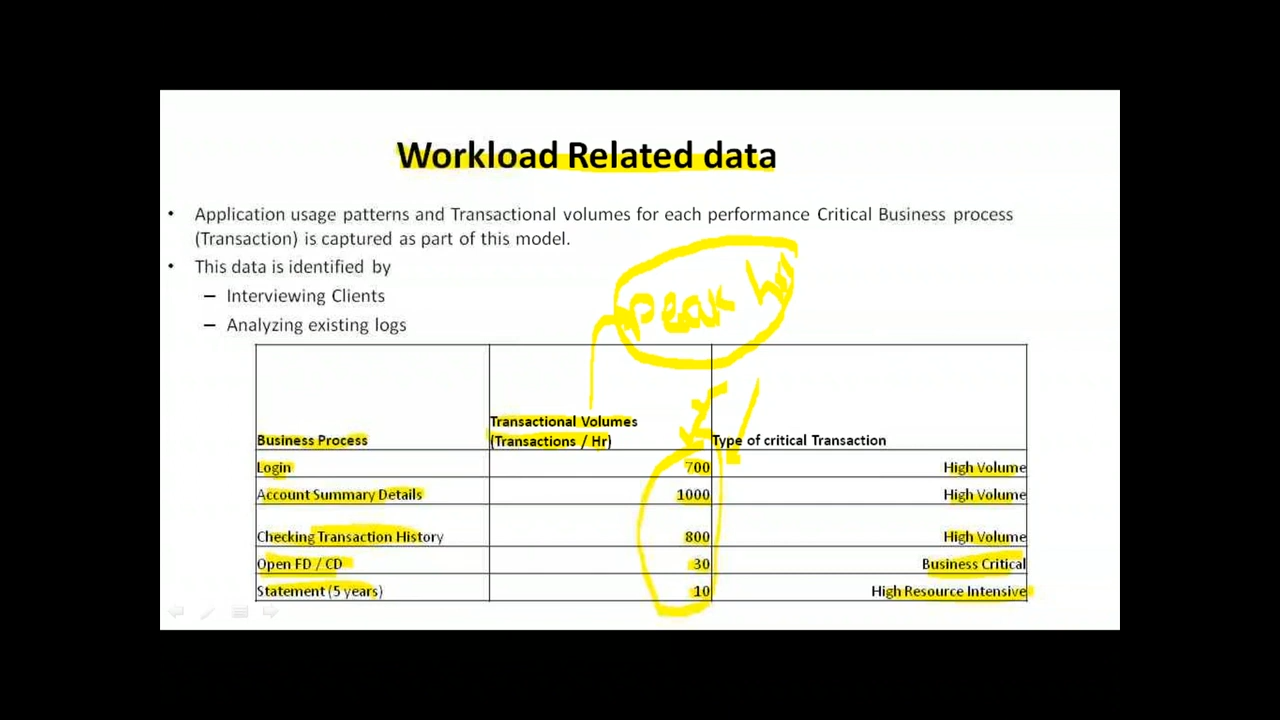 Workload Related data
• Application usage patterns and Transactional volumes for each performance Critical Business process
(Transaction) is captured as part of this model.
• This data is identified by
– Interviewing Clients
– Analyzing existing logs
peak
Transactional Volumes
Business Process (Transactions / Hr) Type of critical Transaction
Login 700 High Volume
Account Summary Details 1000 High Volume
Checking Transaction History 800 High Volume
Open FD / CD 30 Business Critical
Statement (5 years) 10 High Resource Intensive